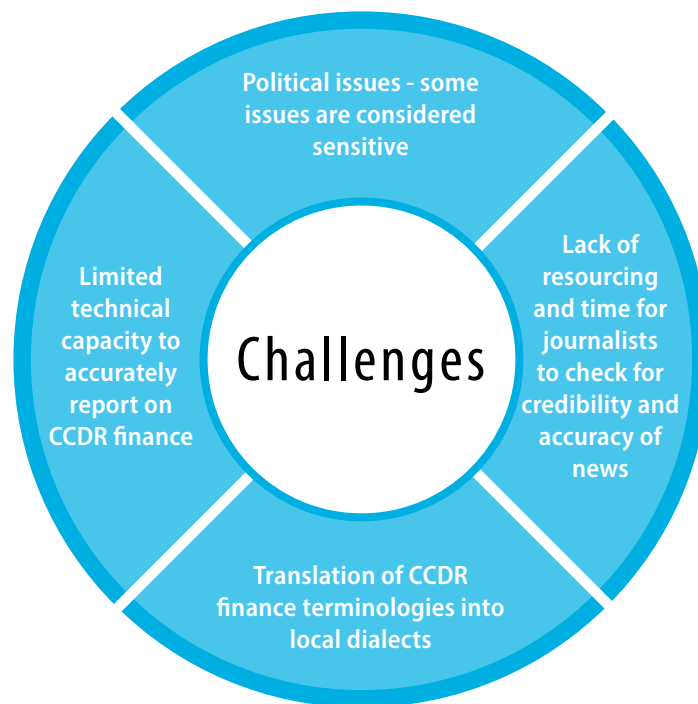 Political issues - some
issues are considered
sensitive
Lack of
resourcing
and time for
journalists
to check for
credibility and
accuracy of
news
Translation of CCDR
finance terminologies into
local dialects
Limited
technical
capacity to
accurately
report on
CCDR finance
Challenges